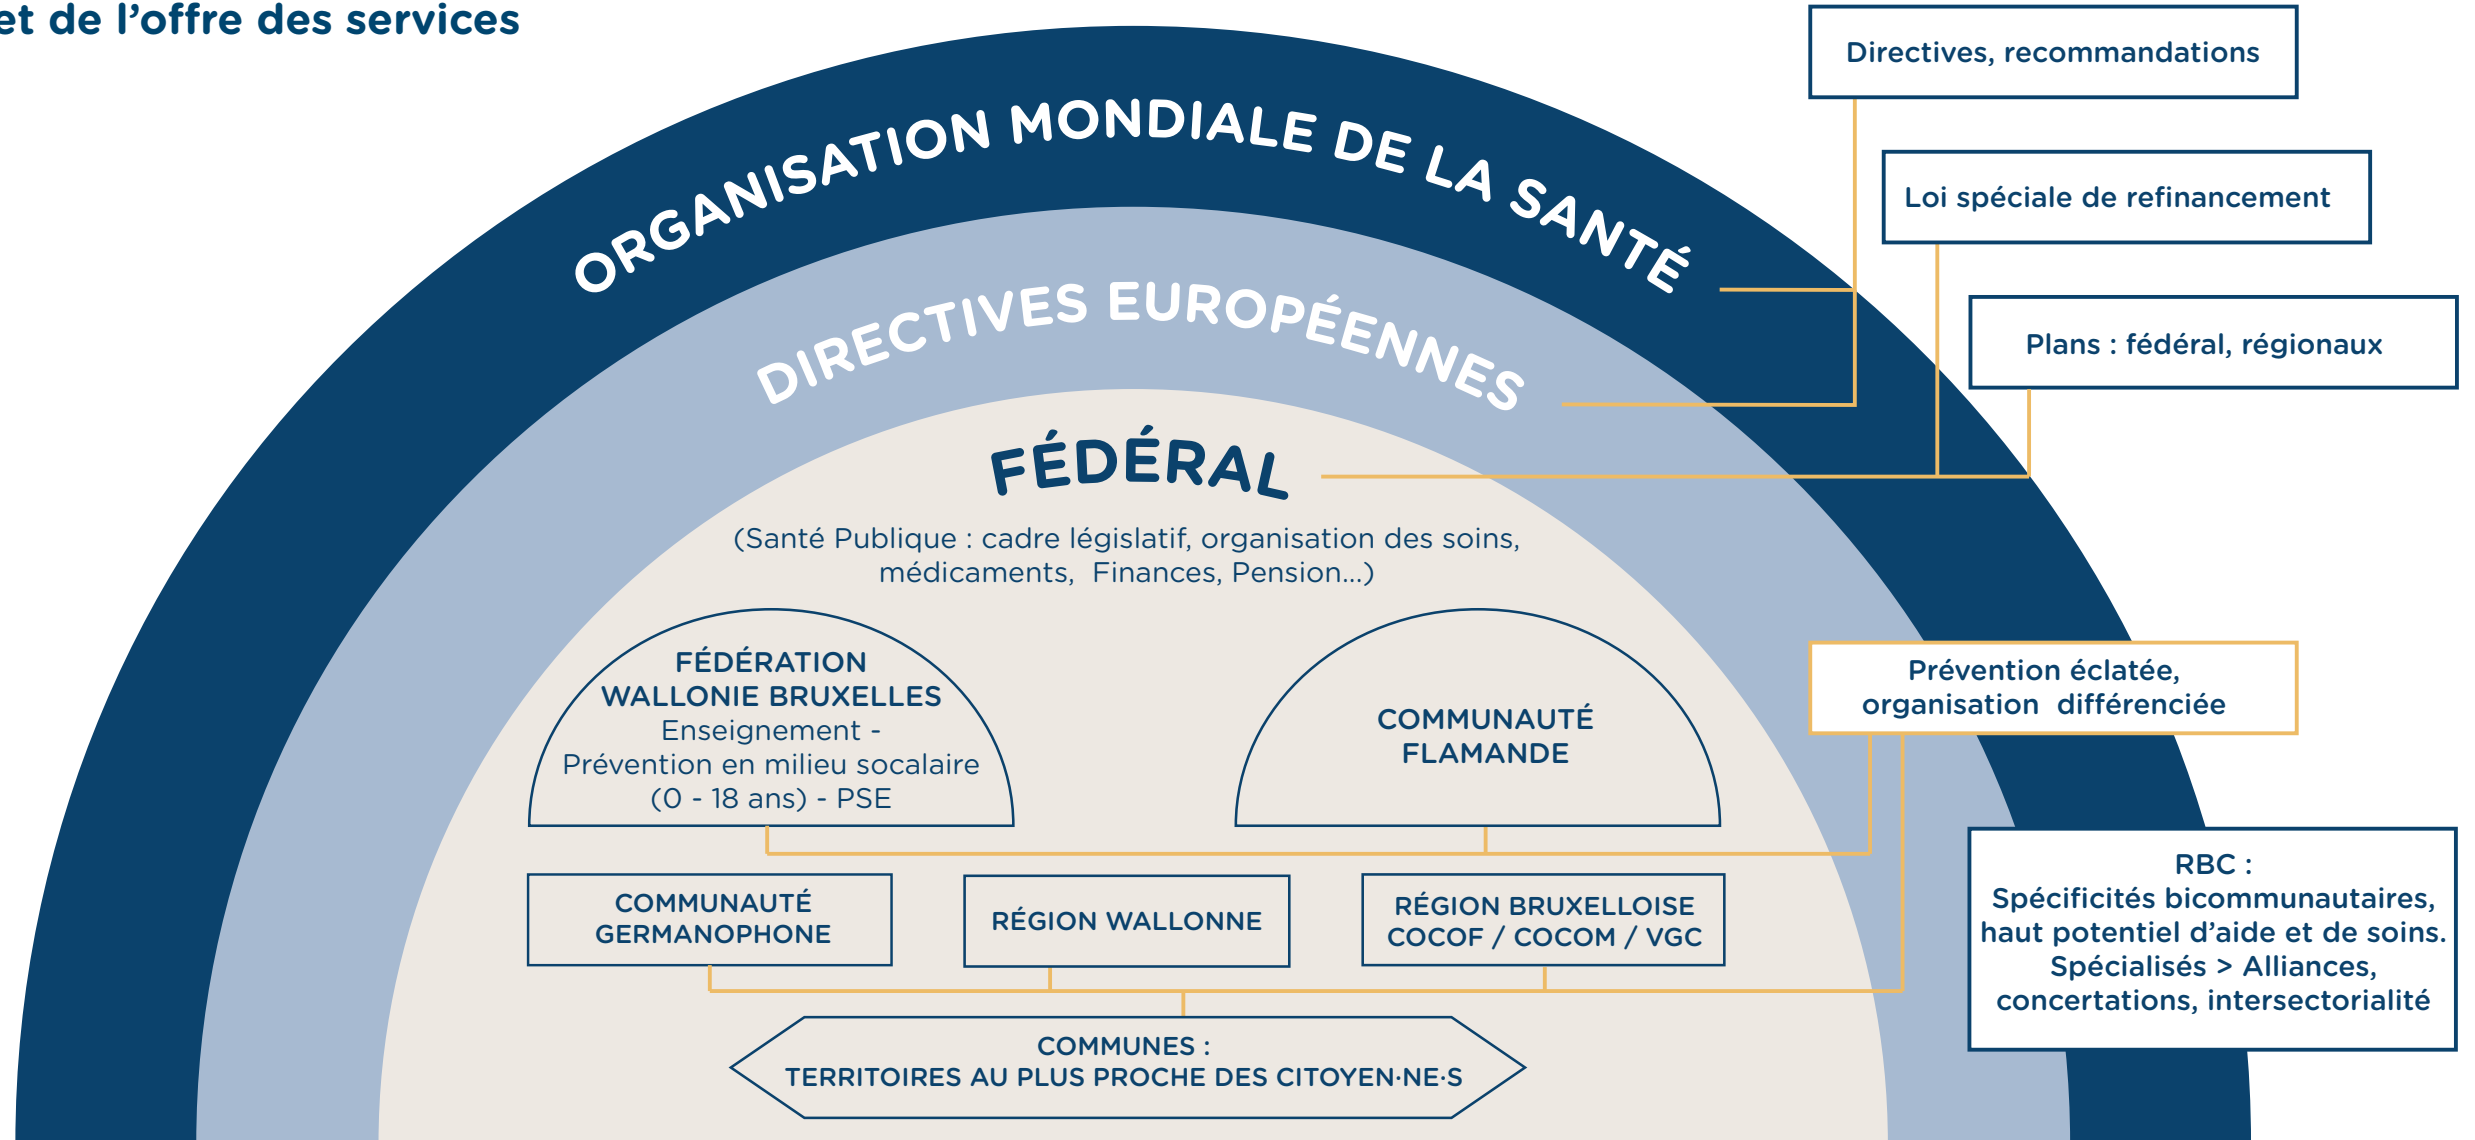 et de l'offre des services
Directives, recommandations
ORGANISATION MONDIALE DE LA SANTÉ
Loi spéciale de refinancement
DIRECTIVES EUROPÉENNES
Plans : fédéral, régionaux
FÉDÉRAL
(Santé Publique : cadre législatif, organisation des soins,
médicaments, Finances, Pension...)
FÉDÉRATION
WALLONIE BRUXELLES
Enseignement -
Prévention en milieu socalaire
(0 - 18 ans) - PSE
COMMUNAUTÉ
FLAMANDE
Prévention éclatée,
organisation différenciée
COMMUNAUTÉ
GERMANOPHONE
RÉGION WALLONNE
RÉGION BRUXELLOISE
COCOF / COCOM / VGC
RBC :
Spécificités bicommunautaires,
haut potentiel d'aide et de soins.
Spécialisés > Alliances,
concertations, intersectorialité
COMMUNES :
TERRITOIRES AU PLUS PROCHE DES CITOYEN·NE·S